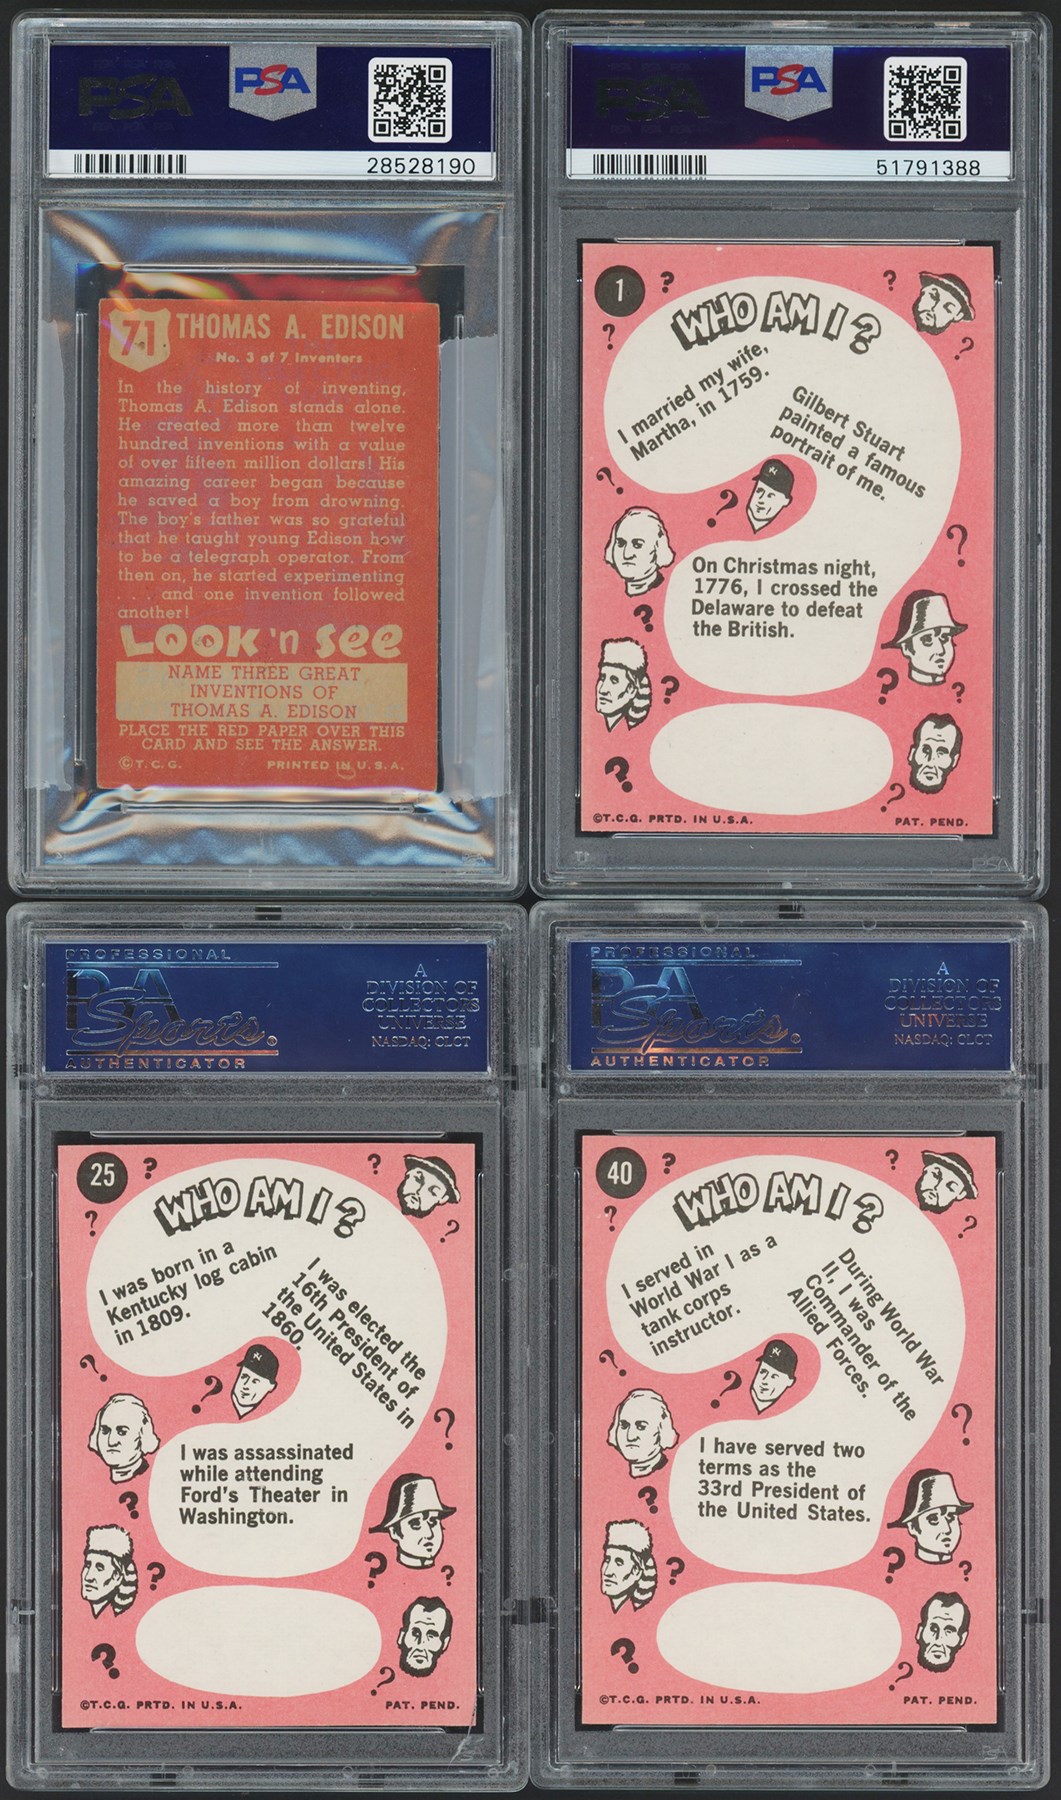 PSA
PSA
28528190
71
THOMAS A. EDISON
No. 3 of 7 Inventors
In the history of inventing,
Thomas A. Edison stands alone.
He created more than twelve
hundred inventions with a value
of over fifteen million dollars! His
amazing career began because
he saved a boy from drowning.
The boy's father was so grateful
that he taught young Edison how
to be a telegraph operator. From
then on, he started experimenting
. . . and one invention followed
another!
LOOK 'n See
NAME THREE GREAT
INVENTIONS OF
THOMAS A. EDISON
PLACE THE RED PAPER OVER THIS
CARD AND SEE THE ANSWER.
©T.C.G. PRINTED IN U.S.A.
PSA
PSA
51791388
1
WHO AM I?
I married my wife,
Martha, in 1759.
Gilbert Stuart
painted a famous
portrait of me.
On Christmas night,
1776, I crossed the
Delaware to defeat
the British.
©T.C.G. PRTD. IN U.S.A. PAT. PEND.
PSA
PROFESSIONAL
PSA
Sports®
AUTHENTICATOR
A
DIVISION OF
COLLECTORS
UNIVERSE
NASDAQ: CLCT
25
WHO AM I?
I was born in a
Kentucky log cabin
in 1809.
I was elected the
16th President of
the United States in
1860.
I was assassinated
while attending
Ford's Theater in
Washington.
©T.C.G. PRTD. IN U.S.A. PAT. PEND.
PROFESSIONAL
PSA
Sports®
AUTHENTICATOR
A
DIVISION OF
COLLECTORS
UNIVERSE
NASDAQ: CLCT
40
WHO AM I?
I served in
World War I as a
tank corps
instructor.
During World War
II, I was
Commander of the
Allied Forces.
I have served two
terms as the
33rd President of
the United States.
©T.C.G. PRTD. IN U.S.A. PAT. PEND.